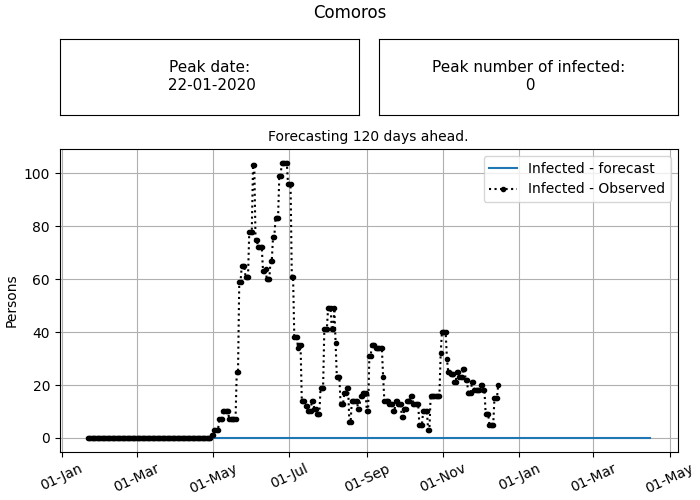 Comoros
Peak date:
22-01-2020
Peak number of infected:
0
Forecasting 120 days ahead.
Infected - forecast
Infected - Observed
100
80
60
40
20
0
Persons
01-Jan
01-Mar
01-May
01-Jul
01-Sep
01-Nov
01-Jan
01-Mar
01-May